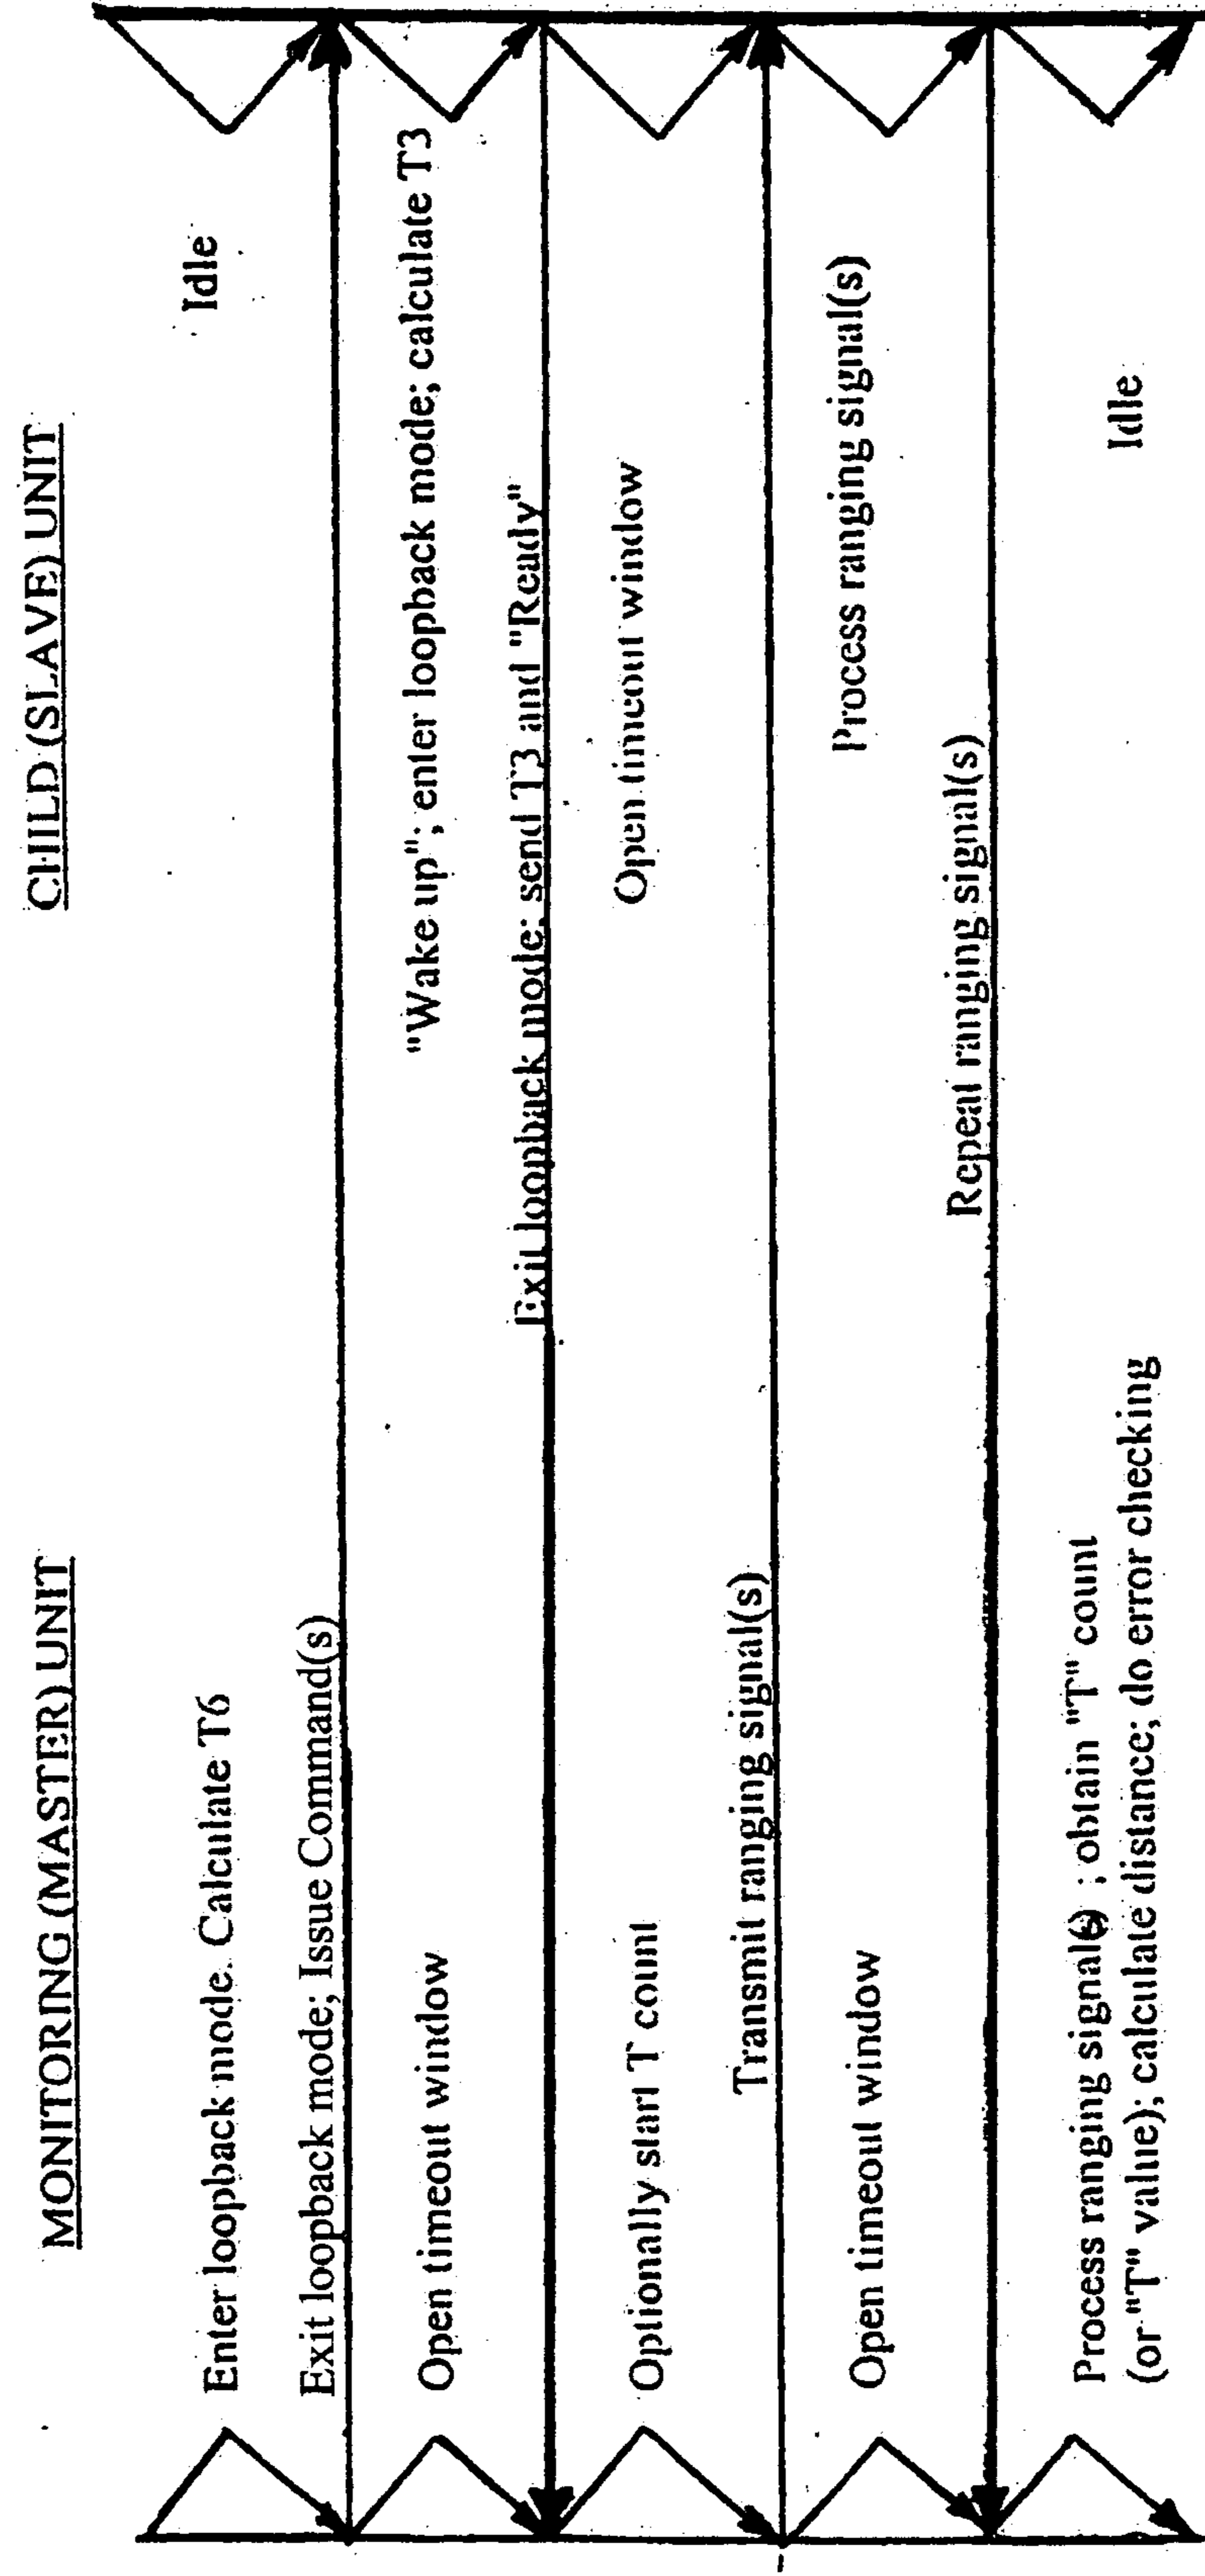 MONITORING (MASTER) UNIT
CHILD (SLAVE) UNIT
Enter loopback mode. Calculate T6
Idle
Exit loopback mode; Issue Command(s)
Open timeout window
"Wake up"; enter loopback mode; calculate T3
Exit loopback mode; send T3 and "Ready"
Optionally start T count
Open timeout window
Transmit ranging signal(s)
Open timeout window
Process ranging signal(s)
Repeat ranging signal(s)
Process ranging signal(s) ; obtain "T" count
(or "T" value); calculate distance; do error checking
Idle